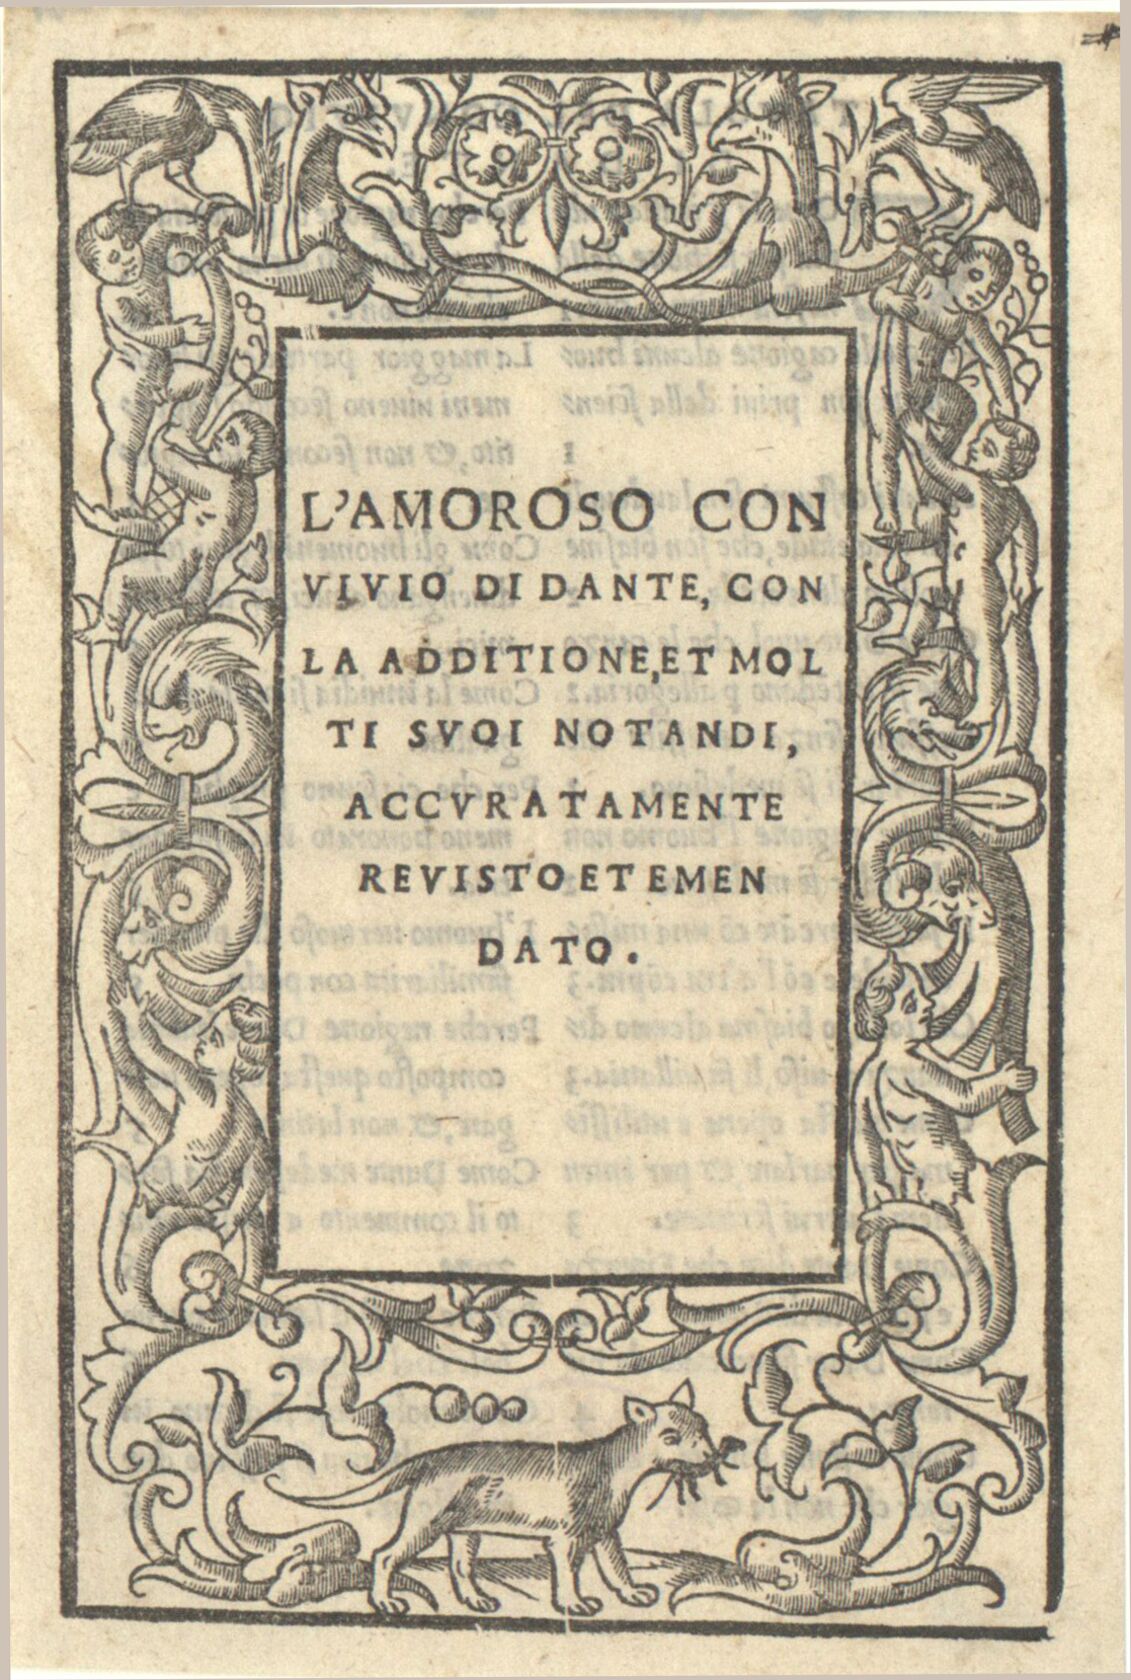 L'AMOROSO CON
VIVIO DI DANTE, CON
LA ADDITIONE, ET MOL
TI SVOI NOTANDI,
ACCVRATAMENTE
REVISTO ET EMEN
DATO.